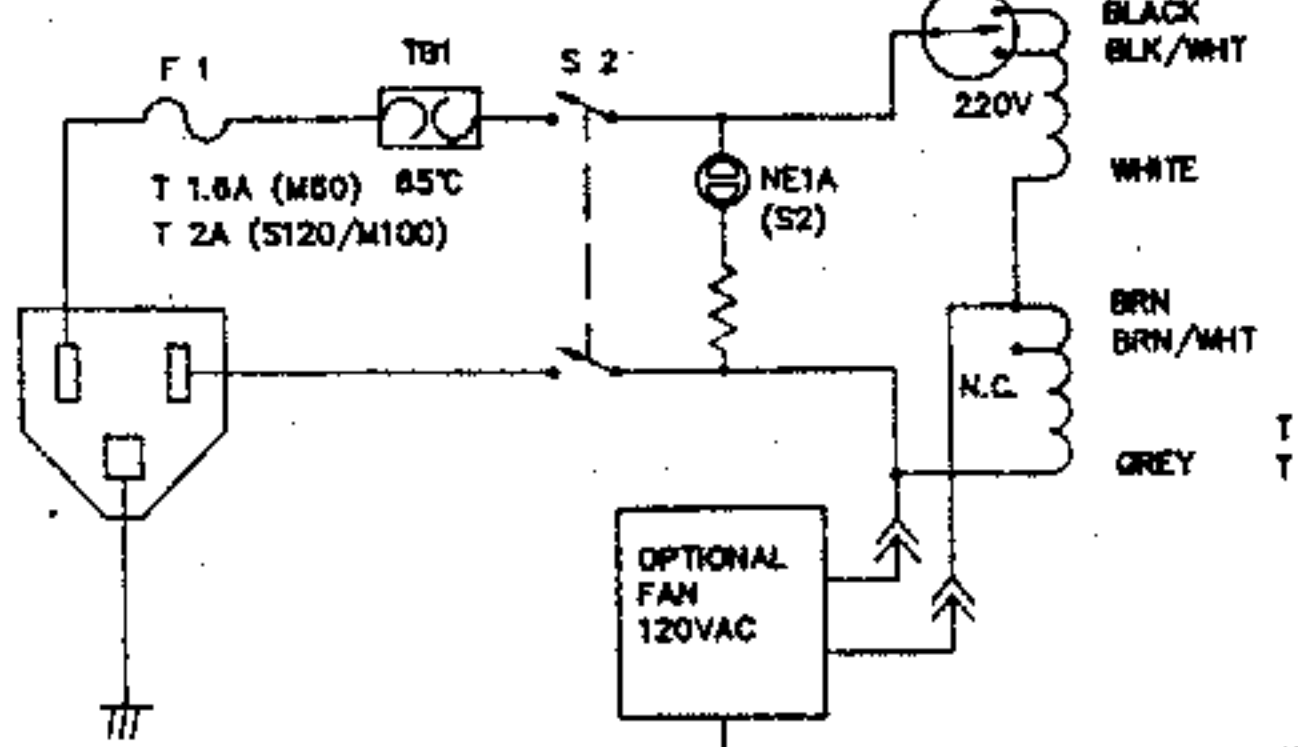 BLACK
BLK/WHT
220V
WHITE
F 1
TB1
S 2
T 1.6A (M60) 65°C
T 2A (S120/M100)
NE1A
(S2)
BRN
BRN/WHT
N.C.
GREY
T
T
OPTIONAL
FAN
120VAC